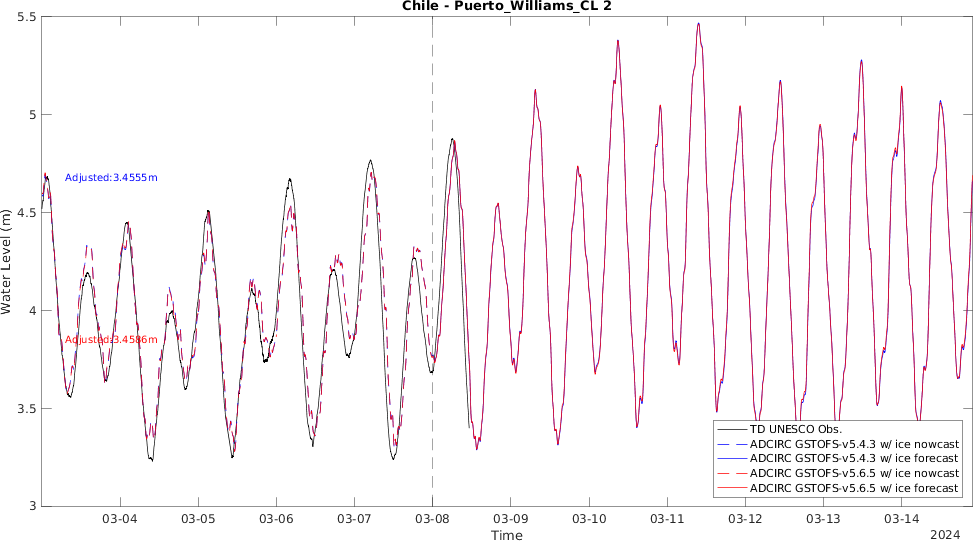 Chile - Puerto_Williams_CL 2
5.5
5
4.5
4
3.5
3
Water Level (m)
Adjusted:3.4555m
Adjusted:3.4586m
TD UNESCO Obs.
ADCIRC GSTOFS-v5.4.3 w/ ice nowcast
ADCIRC GSTOFS-v5.4.3 w/ ice forecast
ADCIRC GSTOFS-v5.6.5 w/ ice nowcast
ADCIRC GSTOFS-v5.6.5 w/ ice forecast
03-04 03-05 03-06 03-07 03-08 03-09 03-10 03-11 03-12 03-13 03-14
Time
2024